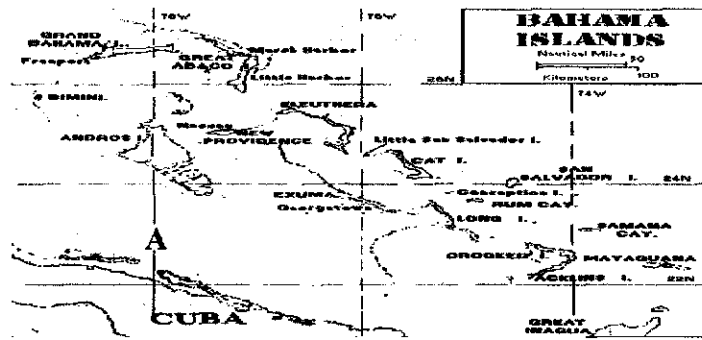 78W
76W
BAHAMA
ISLANDS
Nautical Miles
50
Kilometers
100
GRAND
BAHAMA I.
Freeport
GREAT
ABACO
Marsh Harbor
Little Harbor
26N
74W
BIMINI
ELEUTHERA
ANDROS I.
Nassau
NEW
PROVIDENCE
Little San Salvador I.
CAT I.
SAN
SALVADOR I.
24N
EXUMA
Georgetown
Conception I.
RUM CAY.
LONG I.
SAMANA
CAY.
A
CROOKED I.
MAYAGUANA
ACKLINS I.
22N
CUBA
GREAT
INAGUA